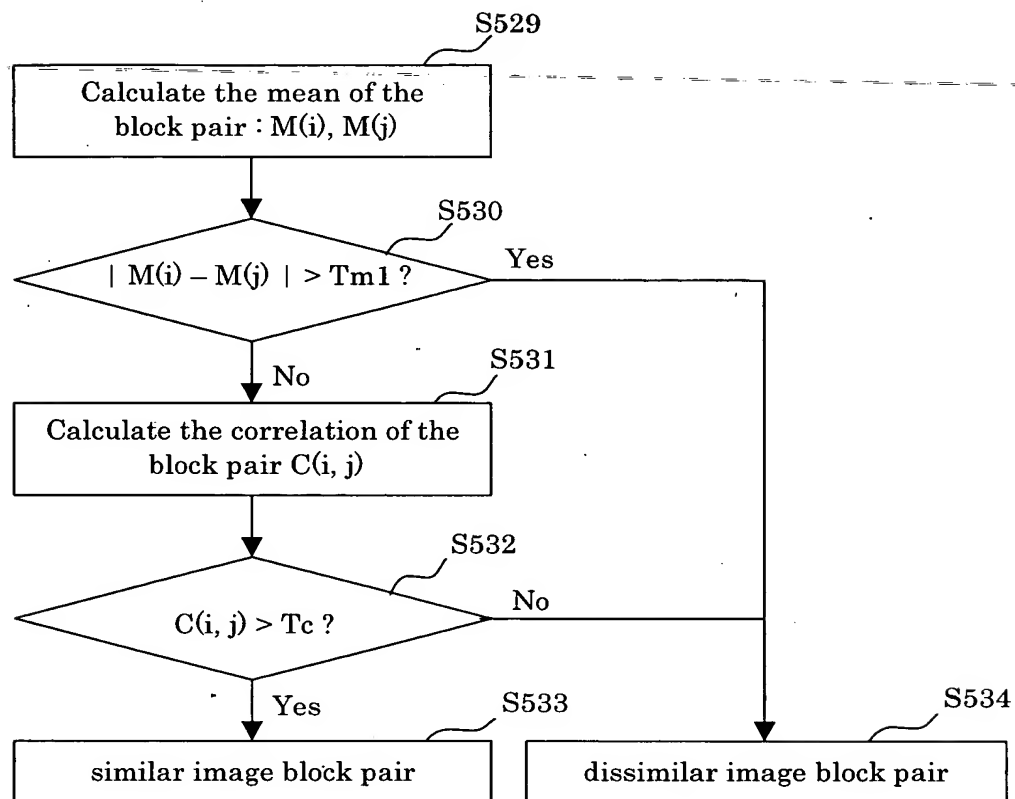 S529
Calculate the mean of the
block pair : M(i), M(j)
S530
| M(i) – M(j) | > Tm1 ?
Yes
No
S531
Calculate the correlation of the
block pair C(i, j)
S532
C(i, j) > Tc ?
No
Yes
S533
similar image block pair
S534
dissimilar image block pair